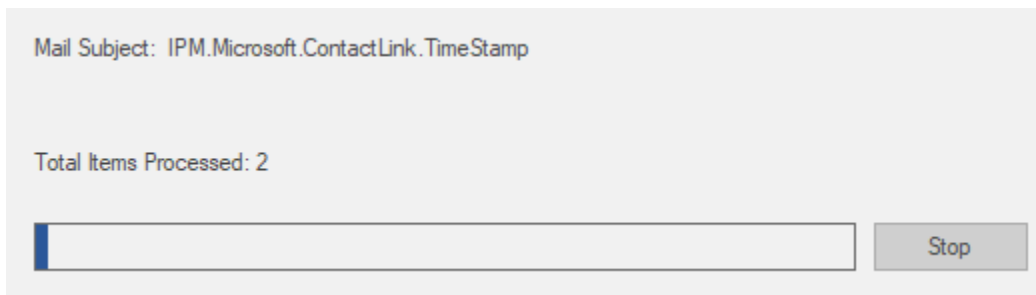 Mail Subject: IPM.Microsoft.ContactLink.TimeStamp
Total Items Processed: 2
Stop